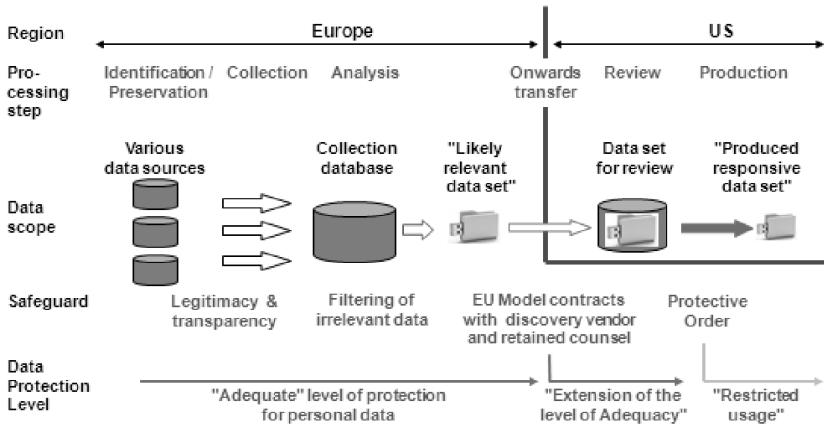 Region
Europe
US
Pro-
cessing
step
Identification /
Preservation
Collection
Analysis
Onwards
transfer
Review
Production
Various
data sources
Collection
database
"Likely
relevant
data set"
Data set
for review
"Produced
responsive
data set"
Data
scope
Safeguard
Legitimacy &
transparency
Filtering of
irrelevant data
EU Model contracts
with discovery vendor
and retained counsel
Protective
Order
Data
Protection
Level
"Adequate" level of protection
for personal data
"Extension of the
level of Adequacy"
"Restricted
usage"